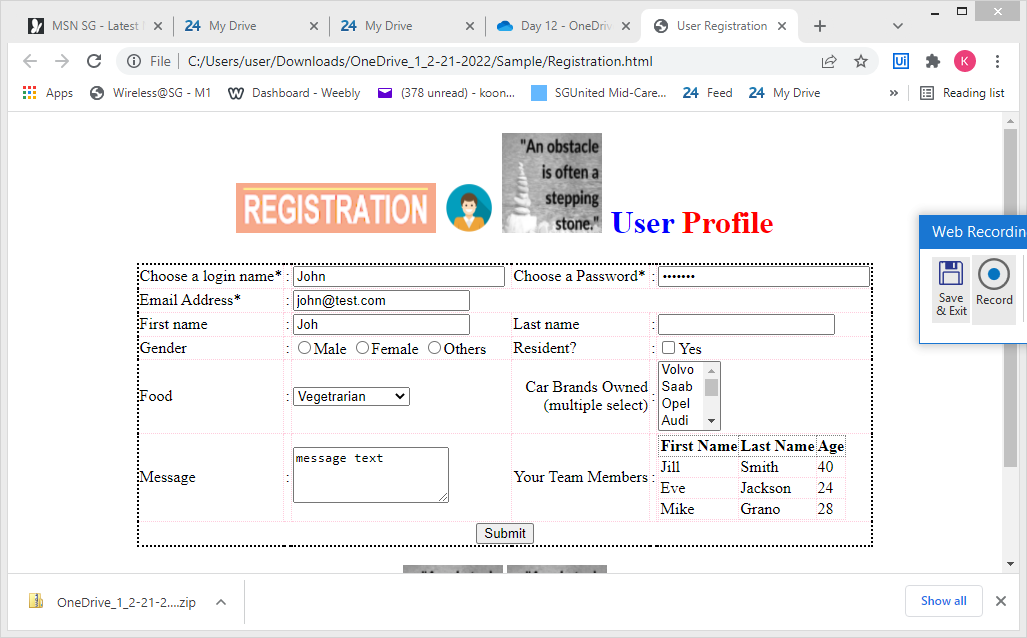 MSN SG - Latest
24 My Drive
24 My Drive
Day 12 - OneDriv
User Registration
File
C:/Users/user/Downloads/OneDrive_1_2-21-2022/Sample/Registration.html
Ui
K
Apps
Wireless@SG - M1
Dashboard - Weebly
(378 unread) - koon...
SGUnited Mid-Care...
24 Feed
24 My Drive
»
Reading list
REGISTRATION
"An obstacle
is often a
stepping
stone."
User Profile
Web Recordin
Save
& Exit
Record
Choose a login name* : John Choose a Password* : •••••••
Email Address* : john@test.com
First name : Joh Last name :
Gender : Male Female Others Resident? : Yes
Food : Vegetrarian Car Brands Owned
(multiple select) :
Volvo
Saab
Opel
Audi
Message : message text Your Team Members :
First Name Last Name Age
Jill Smith 40
Eve Jackson 24
Mike Grano 28
Submit
OneDrive_1_2-21-2....zip
Show all